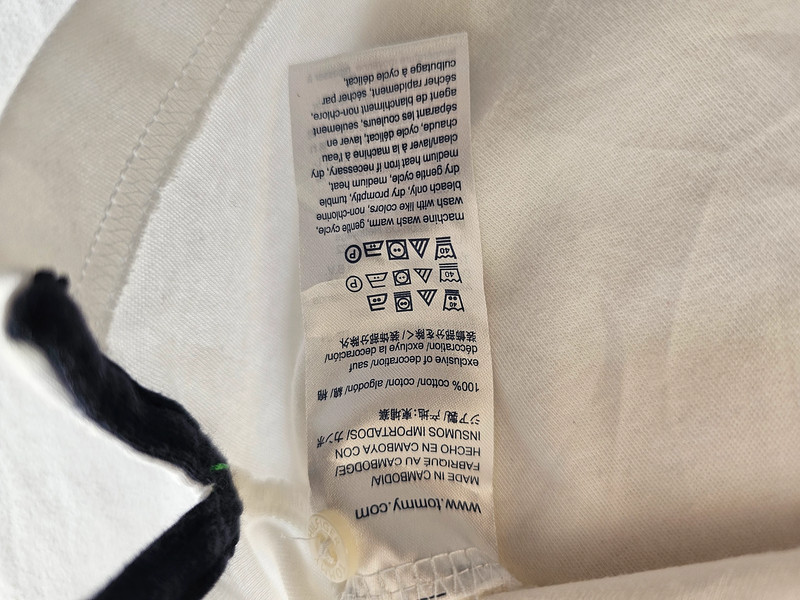 www.tommy.com
MADE IN CAMBODIA/
FABRIQUÉ AU CAMBODGE/
HECHO EN CAMBOYA CON
INSUMOS IMPORTADOS/ カンボ
ジア製/ 产地:柬埔寨
100% cotton/ coton/ algodón/ 綿/ 棉
exclusive of decoration/ sauf
décoration/ excluye la decoración/
装飾部分を除く/ 装饰部分除外
40
40 P
40 P
machine wash warm, gentle cycle,
wash with like colors, non-chlorine
bleach only, promptly, tumble
dry, gentle cycle, medium heat,
medium heat iron if necessary, dry
clean/laver à la machine à l'eau
chaude, cycle délicat, laver en
séparant les couleurs, seulement
agent de blanchiment non-chlore,
sécher rapidement, sécher par
culbutage à cycle délicat,